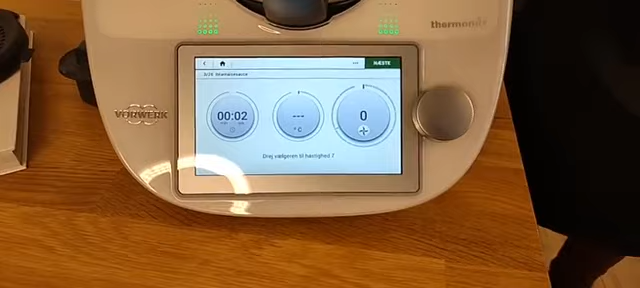 thermomix
NÆSTE
00:02
---
°C
0
VORWERK
Drej vælgeren til hastighed 7